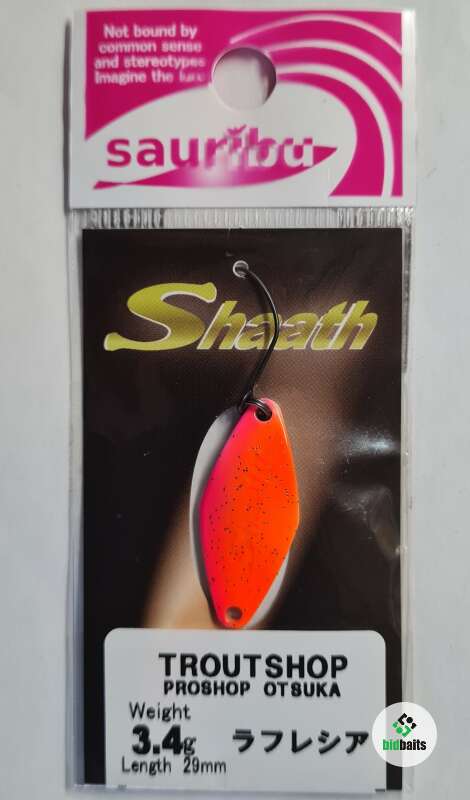 Not bound by
common sense
and stereotypes
Imagine the
sauribu
Shaath
TROUTSHOP
PROSHOP OTSUKA
Weight
3.4g ラフレシア
Length 29mm
bidbaits